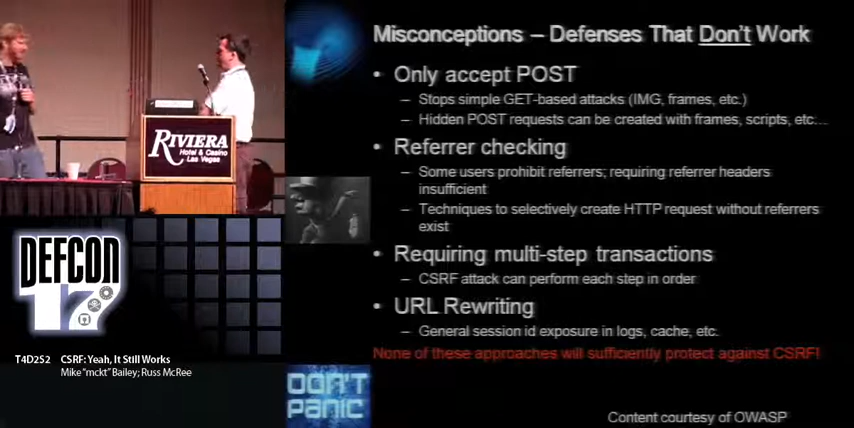 Misconceptions – Defenses That Don't Work
• Only accept POST
– Stops simple GET-based attacks (IMG, frames, etc.)
– Hidden POST requests can be created with frames, scripts, etc…
• Referrer checking
– Some users prohibit referrers; requiring referrer headers
insufficient
– Techniques to selectively create HTTP request without referrers
exist
• Requiring multi-step transactions
– CSRF attack can perform each step in order
• URL Rewriting
– General session id exposure in logs, cache, etc.
None of these approaches will sufficiently protect against CSRF!
Content courtesy of OWASP
RIVIERA
Hotel & Casino
Las Vegas
DEFCON
17
T4D252 CSRF: Yeah, It Still Works
Mike "mckt" Bailey; Russ McRee
DON'T
PANIC